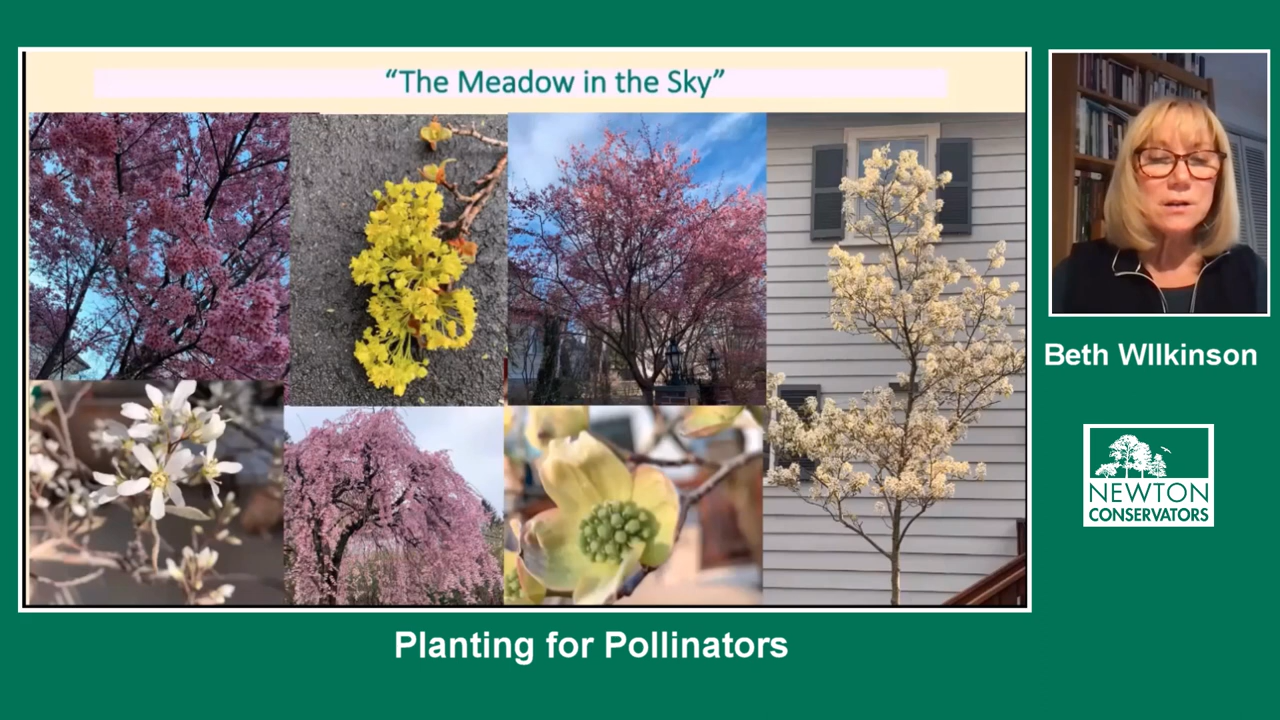 “The Meadow in the Sky”
Beth WIlkinson
NEWTON
CONSERVATORS
Planting for Pollinators